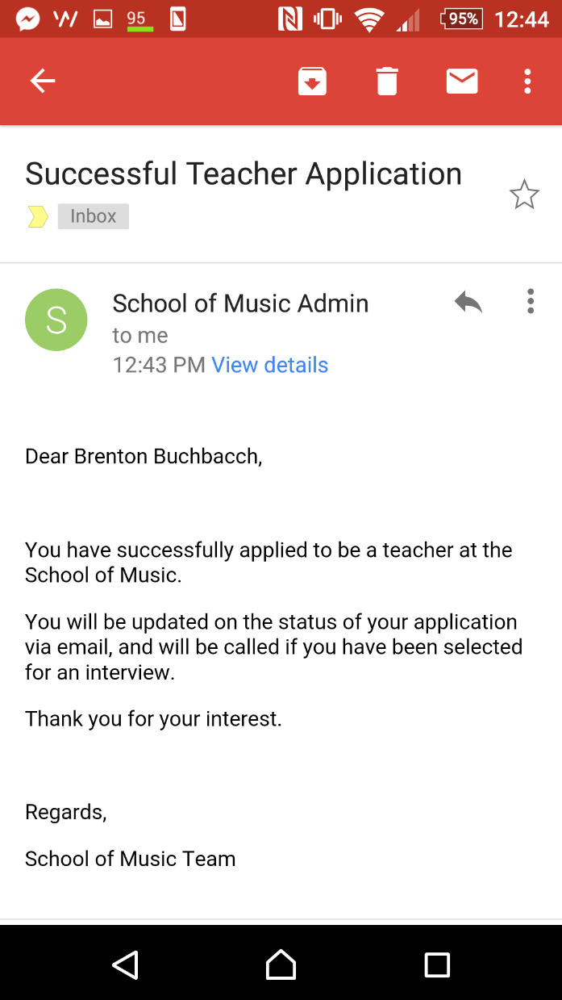 95 95% 12:44
Successful Teacher Application
Inbox
S
School of Music Admin
to me
12:43 PM View details
Dear Brenton Buchbacch,
You have successfully applied to be a teacher at the
School of Music.
You will be updated on the status of your application
via email, and will be called if you have been selected
for an interview.
Thank you for your interest.
Regards,
School of Music Team